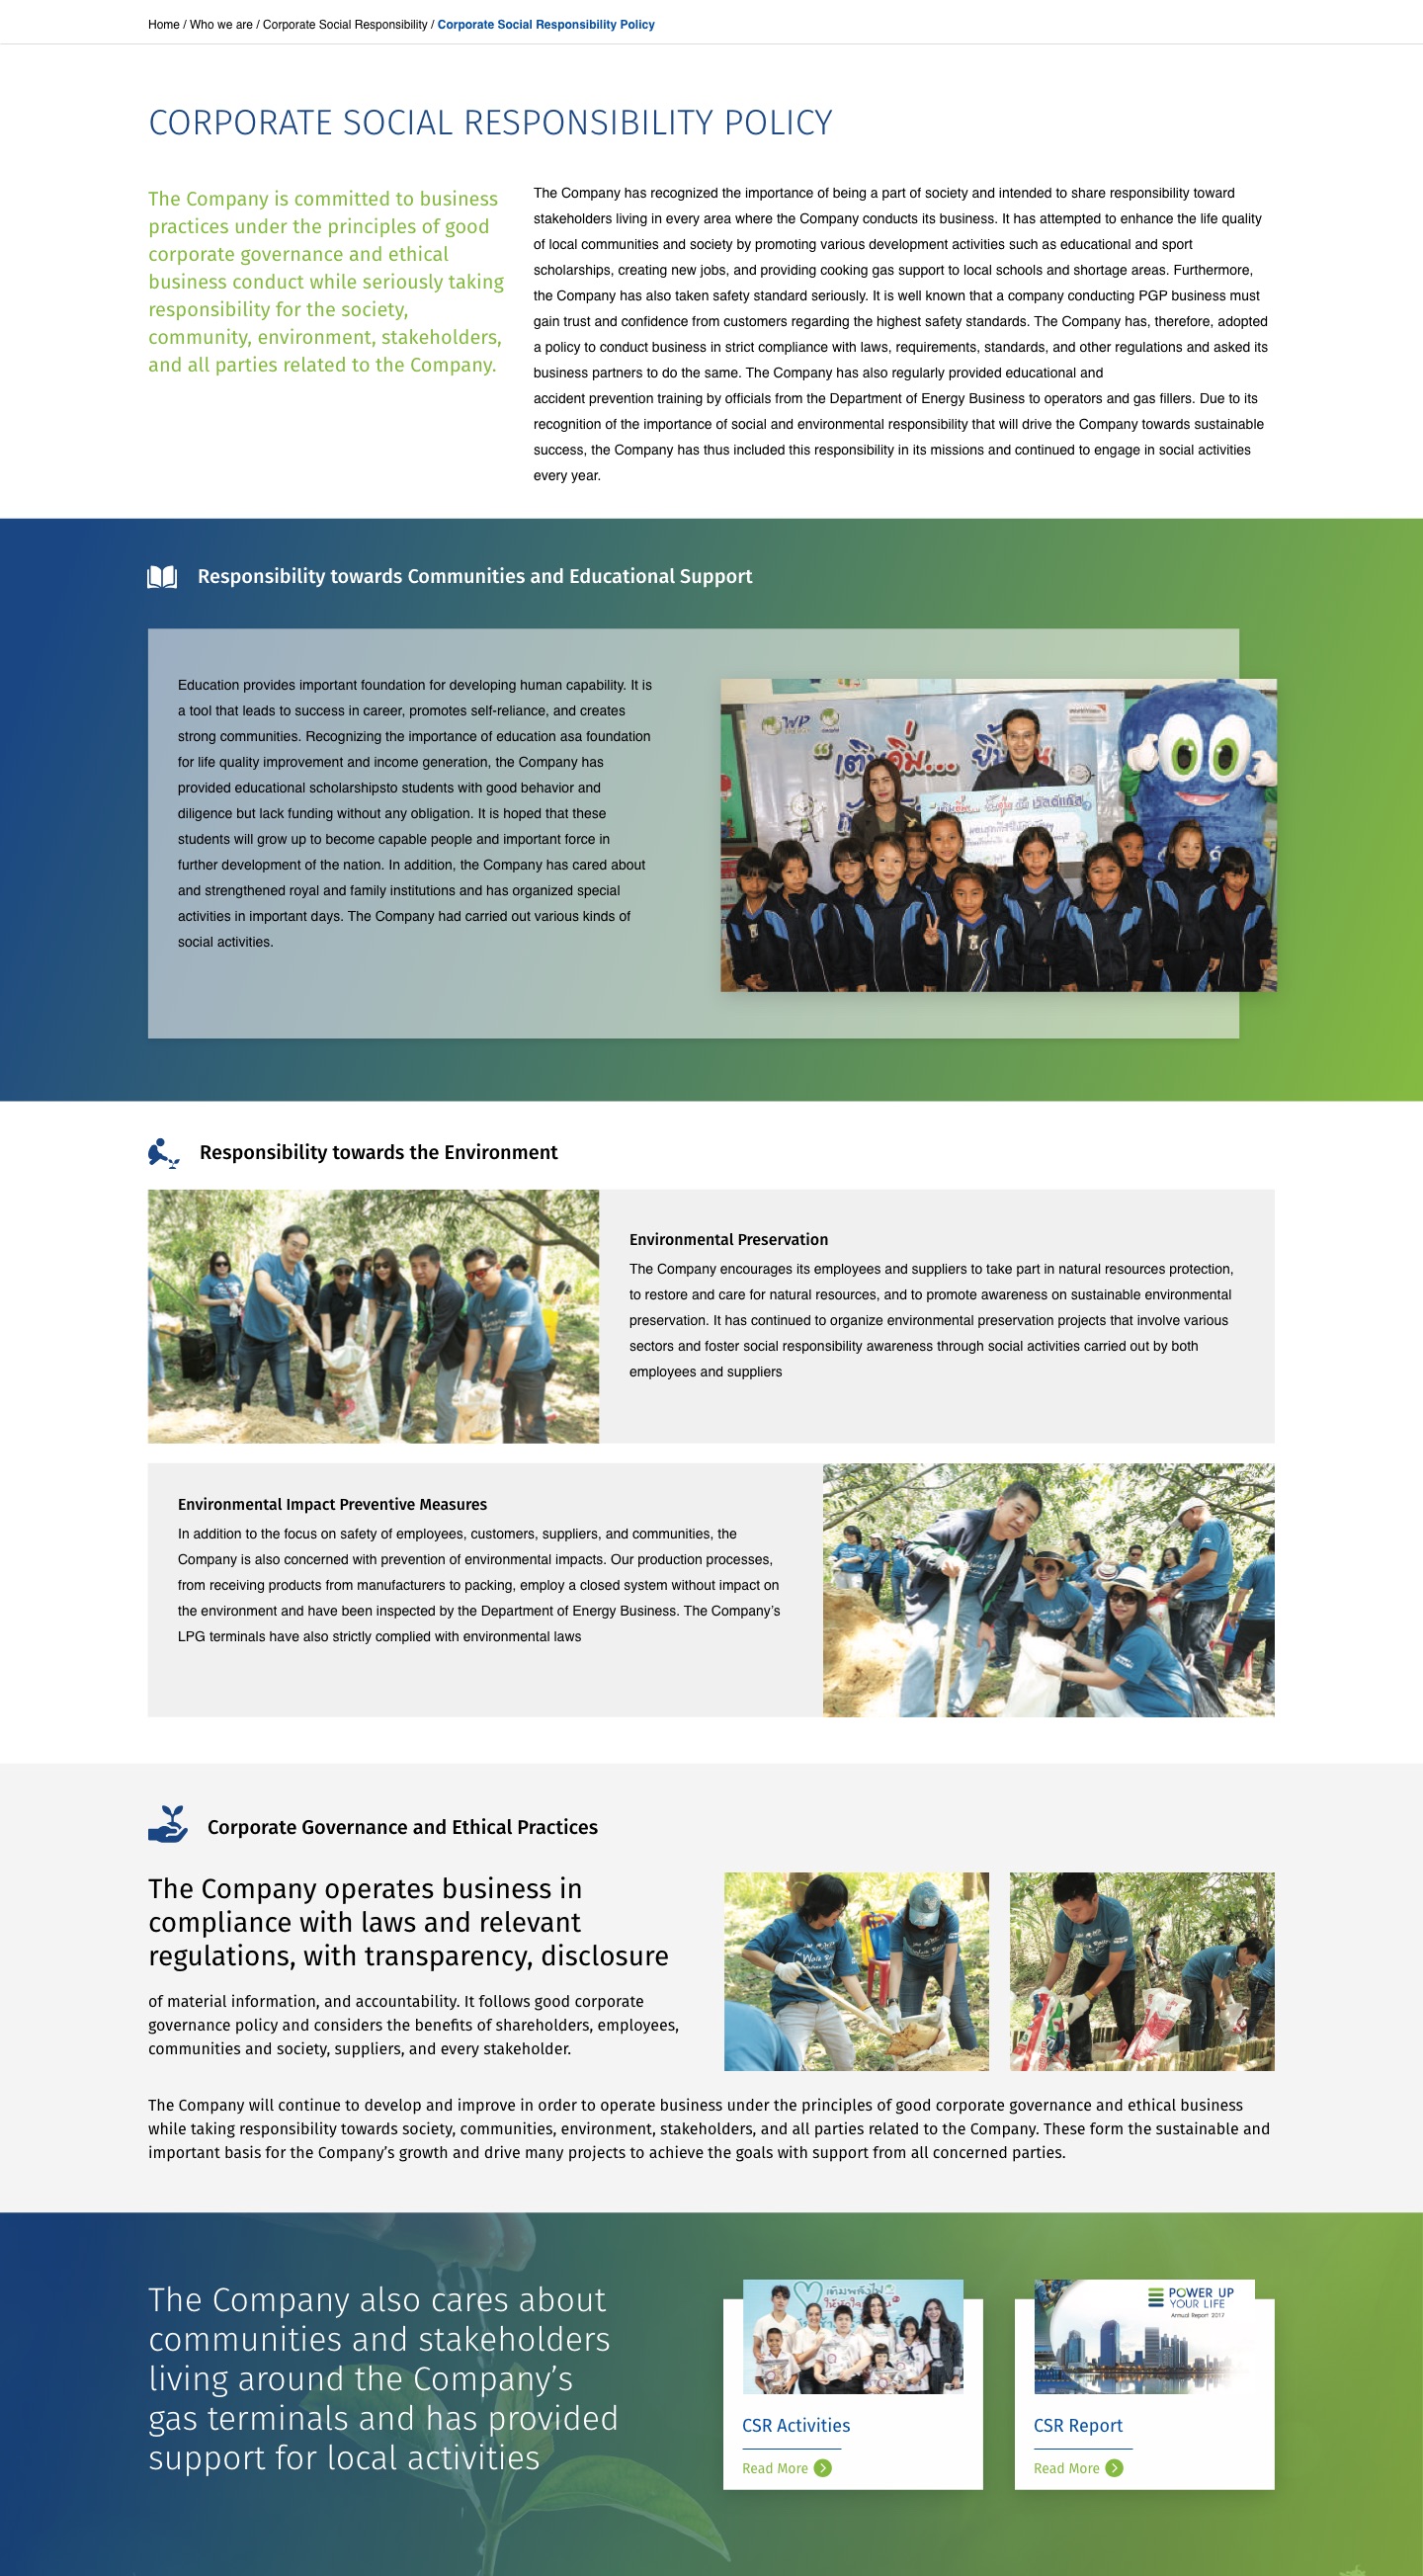 Home / Who we are / Corporate Social Responsibility / Corporate Social Responsibility Policy
CORPORATE SOCIAL RESPONSIBILITY POLICY
The Company is committed to business
practices under the principles of good
corporate governance and ethical
business conduct while seriously taking
responsibility for the society,
community, environment, stakeholders,
and all parties related to the Company.
The Company has recognized the importance of being a part of society and intended to share responsibility toward
stakeholders living in every area where the Company conducts its business. It has attempted to enhance the life quality
of local communities and society by promoting various development activities such as educational and sport
scholarships, creating new jobs, and providing cooking gas support to local schools and shortage areas. Furthermore,
the Company has also taken safety standard seriously. It is well known that a company conducting PGP business must
gain trust and confidence from customers regarding the highest safety standards. The Company has, therefore, adopted
a policy to conduct business in strict compliance with laws, requirements, standards, and other regulations and asked its
business partners to do the same. The Company has also regularly provided educational and
accident prevention training by officials from the Department of Energy Business to operators and gas fillers. Due to its
recognition of the importance of social and environmental responsibility that will drive the Company towards sustainable
success, the Company has thus included this responsibility in its missions and continued to engage in social activities
every year.
Responsibility towards Communities and Educational Support
Education provides important foundation for developing human capability. It is
a tool that leads to success in career, promotes self-reliance, and creates
strong communities. Recognizing the importance of education asa foundation
for life quality improvement and income generation, the Company has
provided educational scholarshipsto students with good behavior and
diligence but lack funding without any obligation. It is hoped that these
students will grow up to become capable people and important force in
further development of the nation. In addition, the Company has cared about
and strengthened royal and family institutions and has organized special
activities in important days. The Company had carried out various kinds of
social activities.
WP
Responsibility towards the Environment
Environmental Preservation
The Company encourages its employees and suppliers to take part in natural resources protection,
to restore and care for natural resources, and to promote awareness on sustainable environmental
preservation. It has continued to organize environmental preservation projects that involve various
sectors and foster social responsibility awareness through social activities carried out by both
employees and suppliers
Environmental Impact Preventive Measures
In addition to the focus on safety of employees, customers, suppliers, and communities, the
Company is also concerned with prevention of environmental impacts. Our production processes,
from receiving products from manufacturers to packing, employ a closed system without impact on
the environment and have been inspected by the Department of Energy Business. The Company’s
LPG terminals have also strictly complied with environmental laws
Corporate Governance and Ethical Practices
The Company operates business in
compliance with laws and relevant
regulations, with transparency, disclosure
of material information, and accountability. It follows good corporate
governance policy and considers the benefits of shareholders, employees,
communities and society, suppliers, and every stakeholder.
The Company will continue to develop and improve in order to operate business under the principles of good corporate governance and ethical business
while taking responsibility towards society, communities, environment, stakeholders, and all parties related to the Company. These form the sustainable and
important basis for the Company’s growth and drive many projects to achieve the goals with support from all concerned parties.
The Company also cares about
communities and stakeholders
living around the Company’s
gas terminals and has provided
support for local activities
CSR Activities
Read More
POWER UP
YOUR LIFE
Annual Report 2017
CSR Report
Read More